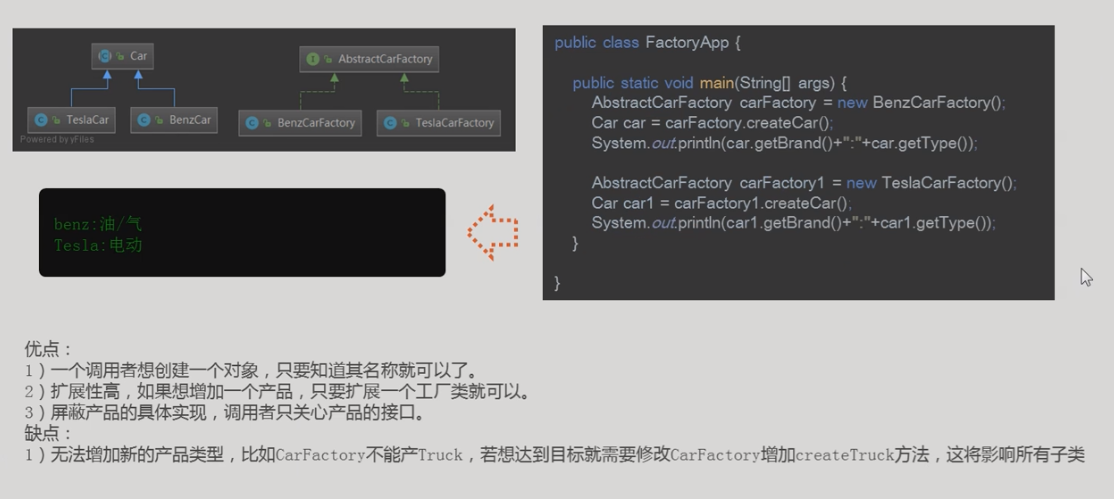 Car
AbstractCarFactory
TeslaCar
BenzCar
BenzCarFactory
TeslaCarFactory
Powered by yFiles
public class FactoryApp {
public static void main(String[] args) {
AbstractCarFactory carFactory = new BenzCarFactory();
Car car = carFactory.createCar();
System.out.println(car.getBrand()+":"+car.getType());
AbstractCarFactory carFactory1 = new TeslaCarFactory();
Car car1 = carFactory1.createCar();
System.out.println(car1.getBrand()+":"+car1.getType());
}
}
benz:油/气
Tesla:电动
优点：
1）一个调用者想创建一个对象，只要知道其名称就可以了。
2）扩展性高，如果想增加一个产品，只要扩展一个工厂类就可以。
3）屏蔽产品的具体实现，调用者只关心产品的接口。
缺点：
1）无法增加新的产品类型，比如CarFactory不能产Truck，若想达到目标就需要修改CarFactory增加createTruck方法，这将影响所有子类